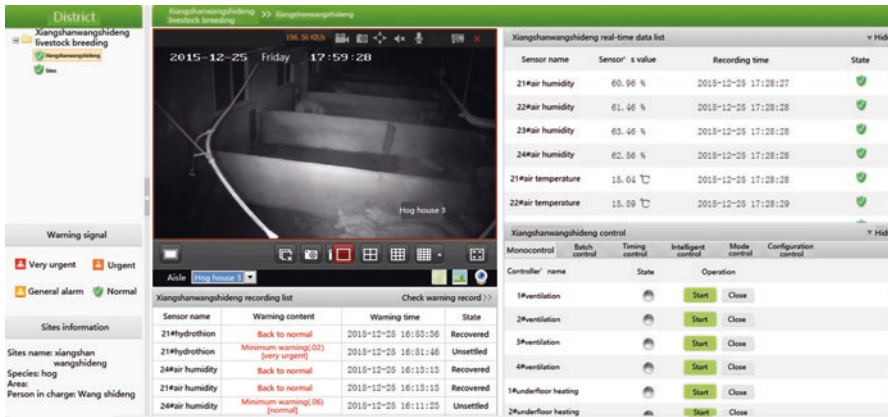 District
Xiangshanwangshideng
livestock breeding
Xiangshanwangshideng
Sites
Warning signal
Very urgent
Urgent
General alarm
Normal
Sites information
Sites name: xiangshan
wangshideng
Species: hog
Area:
Person in charge: Wang shideng
Xiangshanwangshideng
livestock breeding >> Xiangshanwangshideng
196.56 KB/s
2015-12-25 Friday 17:59:28
Hog house 3
Aisle Hog house 3
Xiangshanwangshideng recording list Check warning record >>
Sensor name Warning content Warning time State
21#hydrothion Back to normal 2015-12-25 16:53:36 Recovered
21#hydrothion Minimum warning(.02)
[very urgent] 2015-12-25 16:51:46 Unsettled
24#air humidity Back to normal 2015-12-25 16:13:13 Recovered
21#air humidity Back to normal 2015-12-25 16:13:13 Recovered
24#air humidity Minimum warning(.06)
[normal] 2015-12-25 16:11:23 Unsettled
Xiangshanwangshideng real-time data list Hide
Sensor name Sensor's value Recording time State
21#air humidity 60.96 % 2015-12-25 17:28:27
22#air humidity 61.46 % 2015-12-25 17:28:28
23#air humidity 63.46 % 2015-12-25 17:28:28
24#air humidity 62.56 % 2015-12-25 17:28:28
21#air temperature 15.04 ℃ 2015-12-25 17:28:28
22#air temperature 15.59 ℃ 2015-12-25 17:28:29
Xiangshanwangshideng control Hide
Monocontrol Batch control Timing control Intelligent control Mode control Configuration control
Controller' name State Operation
1#ventilation Start Close
2#ventilation Start Close
3#ventilation Start Close
4#ventilation Start Close
1#underfloor heating Start Close
2#underfloor heating Start Close